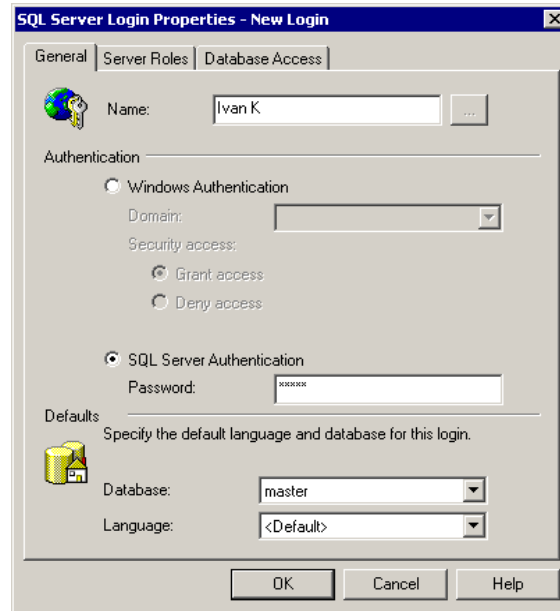 SQL Server Login Properties - New Login
General Server Roles Database Access
Name: Ivan K ...
Authentication
Windows Authentication
Domain:
Security access:
Grant access
Deny access
SQL Server Authentication
Password: *****
Defaults
Specify the default language and database for this login.
Database: master
Language: <Default>
OK Cancel Help